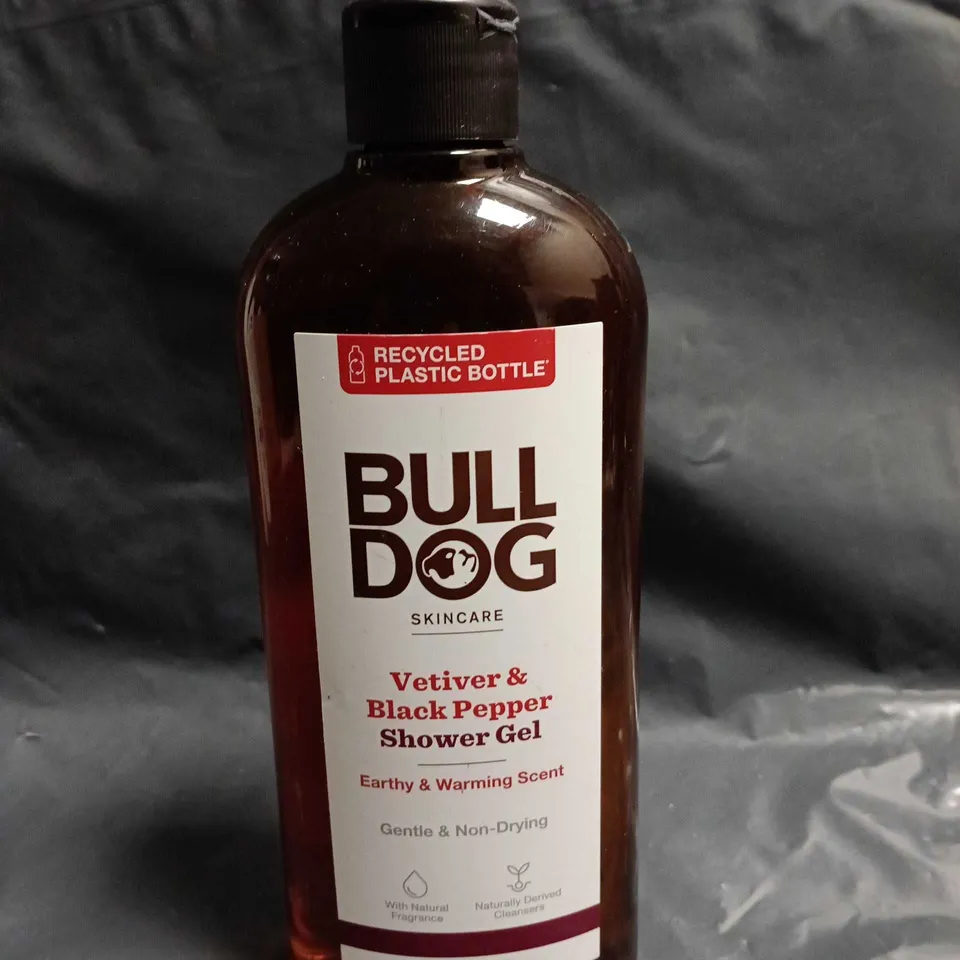 RECYCLED
PLASTIC BOTTLE*
BULL
DOG
SKINCARE
Vetiver &
Black Pepper
Shower Gel
Earthy & Warming Scent
Gentle & Non-Drying
With Natural
Fragrance
Naturally Derived
Cleansers